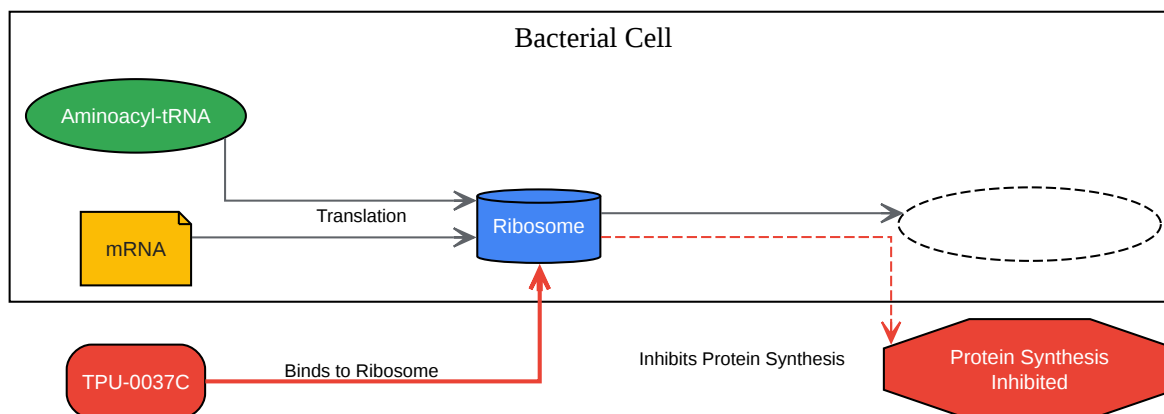 Bacterial Cell
Aminoacyl-tRNA
Translation
mRNA
Ribosome
TPU-0037C
Binds to Ribosome
Inhibits Protein Synthesis
Protein Synthesis
Inhibited